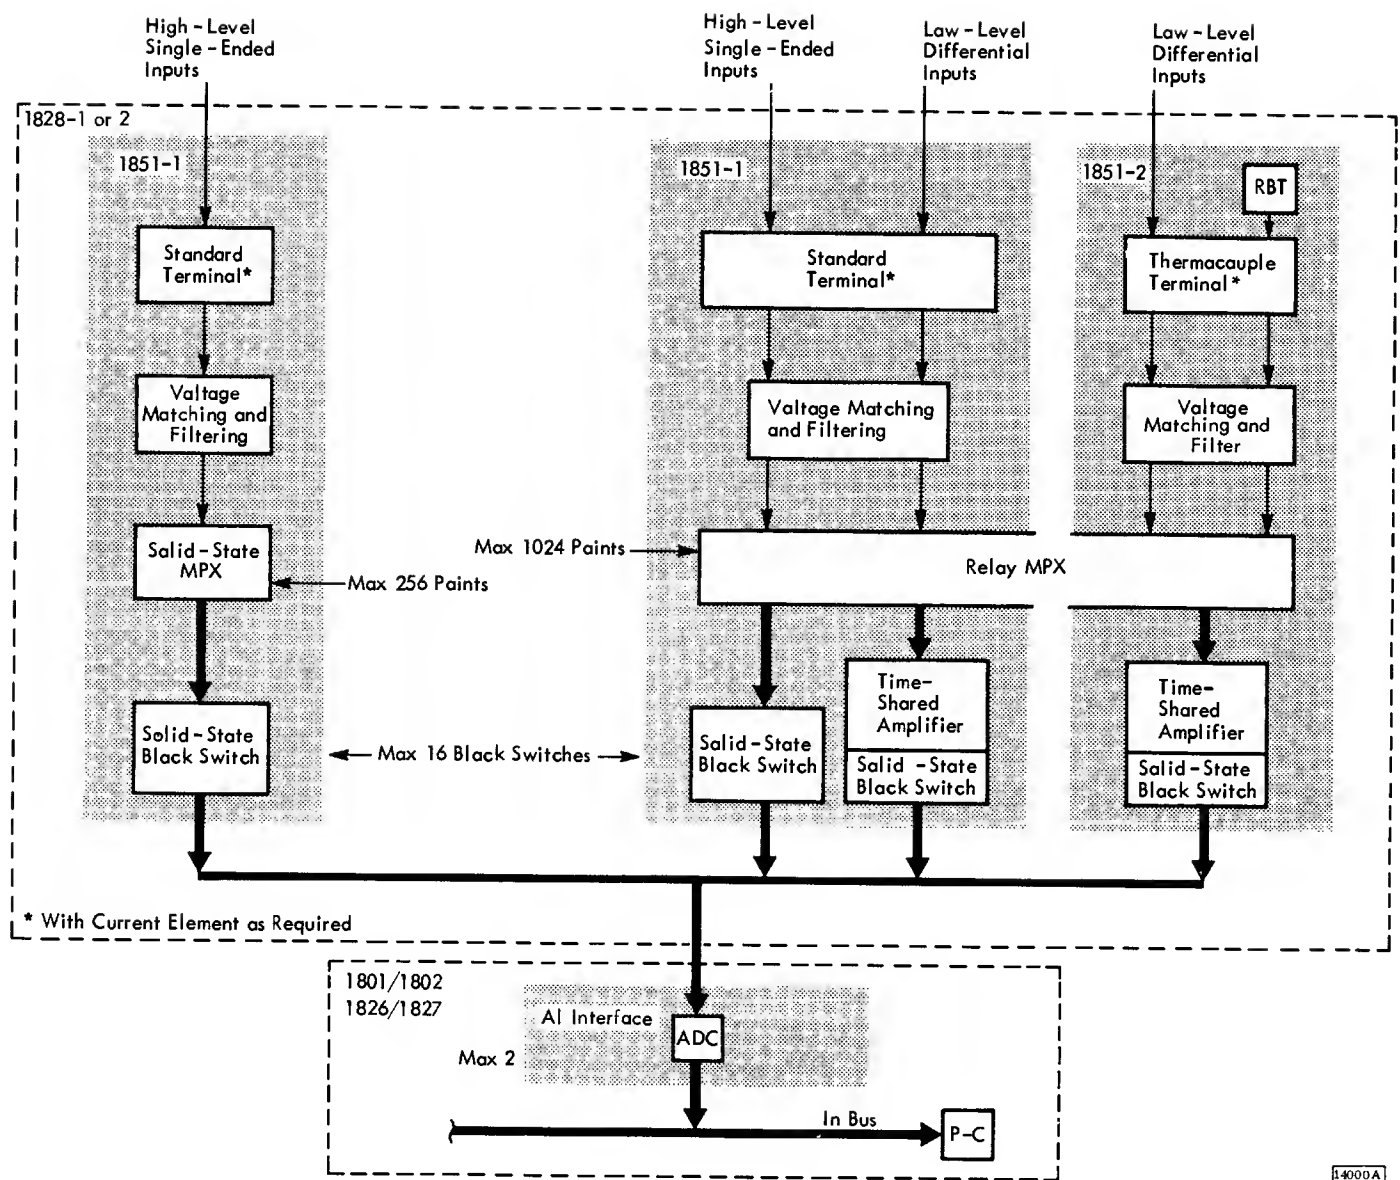 High-Level
Single-Ended
Inputs
High-Level
Single-Ended
Inputs
Law-Level
Differential
Inputs
Law-Level
Differential
Inputs
1828-1 or 2
1851-1
1851-1
1851-2
RBT
Standard
Terminal*
Standard
Terminal*
Thermacauple
Terminal*
Valtage
Matching and
Filtering
Valtage Matching
and Filtering
Valtage
Matching and
Filter
Salid-State
MPX
Max 256 Paints
Max 1024 Paints
Relay MPX
Solid-State
Black Switch
Max 16 Black Switches
Salid-State
Black Switch
Time-
Shared
Amplifier
Salid-State
Black Switch
Time-
Shared
Amplifier
Salid-State
Black Switch
* With Current Element as Required
1801/1802
1826/1827
AI Interface
ADC
Max 2
In Bus
P-C
14000A